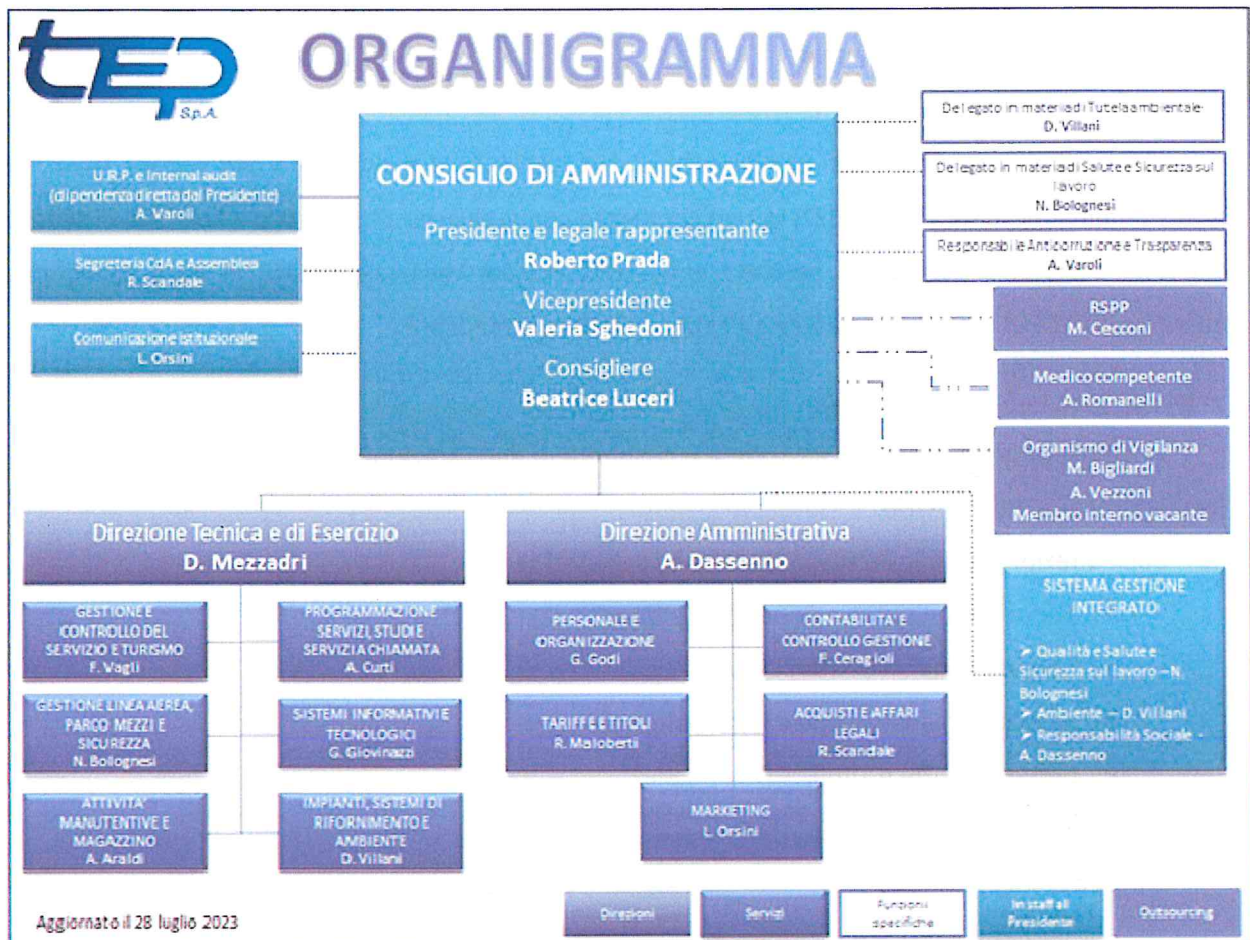 tep
S.p.A.
ORGANIGRAMMA
CONSIGLIO DI AMMINISTRAZIONE
Presidente e legale rappresentante
Roberto Prada
Vicepresidente
Valeria Sghedoni
Consigliere
Beatrice Luceri
U.R.P. e Internal audit
(dipendenza diretta dal Presidente)
A. Varoli
Segreteria CdA e Assemblea
R. Scandale
Comunicazione istituzionale
L. Orsini
Delegato in materia di Tutela ambientale
D. Villani
Delegato in materia di Salute e Sicurezza sul
lavoro
N. Bolognesi
Responsabile Anticorruzione e Trasparenza
A. Varoli
RSPP
M. Cecconi
Medico competente
A. Romanelli
Organismo di Vigilanza
M. Bigliardi
A. Vezzoni
Membro interno vacante
Direzione Tecnica e di Esercizio
D. Mezzadri
GESTIONE E
CONTROLLO DEL
SERVIZIO E TURISMO
F. Vagli
PROGRAMMAZIONE
SERVIZI, STUDI E
SERVIZI A CHIAMATA
A. Curti
GESTIONE LINEA AEREA,
PARCO MEZZI E
SICUREZZA
N. Bolognesi
SISTEMI INFORMATIVI E
TECNOLOGICI
G. Giovinazzi
ATTIVITA'
MANUTENTIVE E
MAGAZZINO
A. Araldi
IMPIANTI, SISTEMI DI
RIFORNIMENTO E
AMBIENTE
D. Villani
Direzione Amministrativa
A. Dassenno
PERSONALE E
ORGANIZZAZIONE
G. Godi
CONTABILITA' E
CONTROLLO GESTIONE
F. Ceragioli
TARIFFE E TITOLI
R. Malobertii
ACQUISTI E AFFARI
LEGALI
R. Scandale
MARKETING
L. Orsini
SISTEMA GESTIONE
INTEGRATO:
➢ Qualità e Salute e
Sicurezza sul lavoro – N.
Bolognesi
➢ Ambiente – D. Villani
➢ Responsabilità Sociale -
A. Dassenno
Aggiornato il 28 luglio 2023
Direzioni
Servizi
Funzioni
specifiche
In staff al
Presidente
Outsourcing